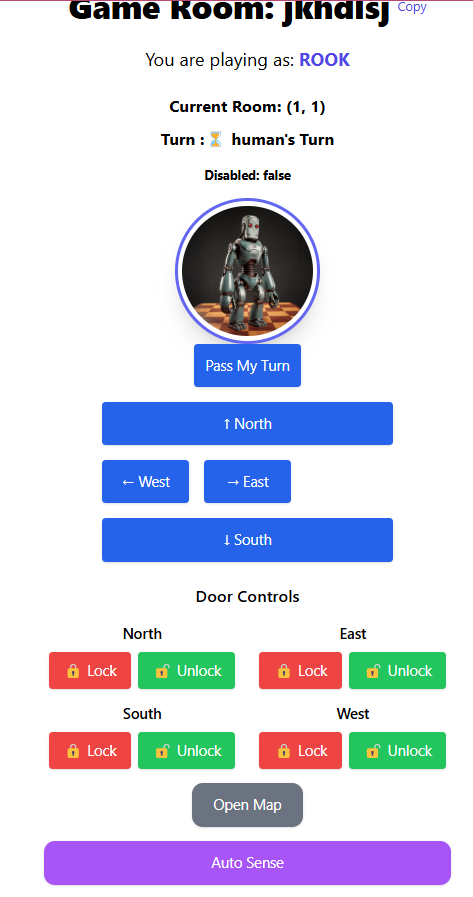 Game Room: jkhdlsj Copy
You are playing as: ROOK
Current Room: (1, 1)
Turn : ⏳ human's Turn
Disabled: false
Pass My Turn
↑ North
← West → East
↓ South
Door Controls
North East
🔒 Lock 🔓 Unlock 🔒 Lock 🔓 Unlock
South West
🔒 Lock 🔓 Unlock 🔒 Lock 🔓 Unlock
Open Map
Auto Sense